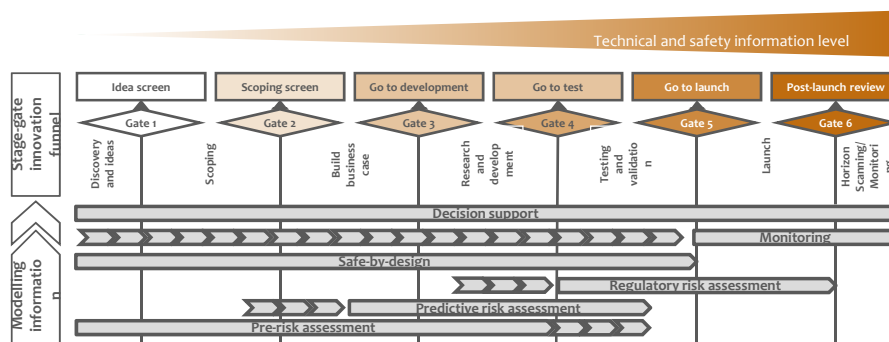 Technical and safety information level
Stage-gate
innovation
funnel
Idea screen
Scoping screen
Go to development
Go to test
Go to launch
Post-launch review
Gate 1
Gate 2
Gate 3
Gate 4
Gate 5
Gate 6
Discovery
and ideas
Scoping
Build
business
case
Research
and
develop
ment
Testing
and
validatio
n
Launch
Horizon
Scanning/
Monitori
ng
Modelling
informatio
n
Decision support
Monitoring
Safe-by-design
Regulatory risk assessment
Predictive risk assessment
Pre-risk assessment